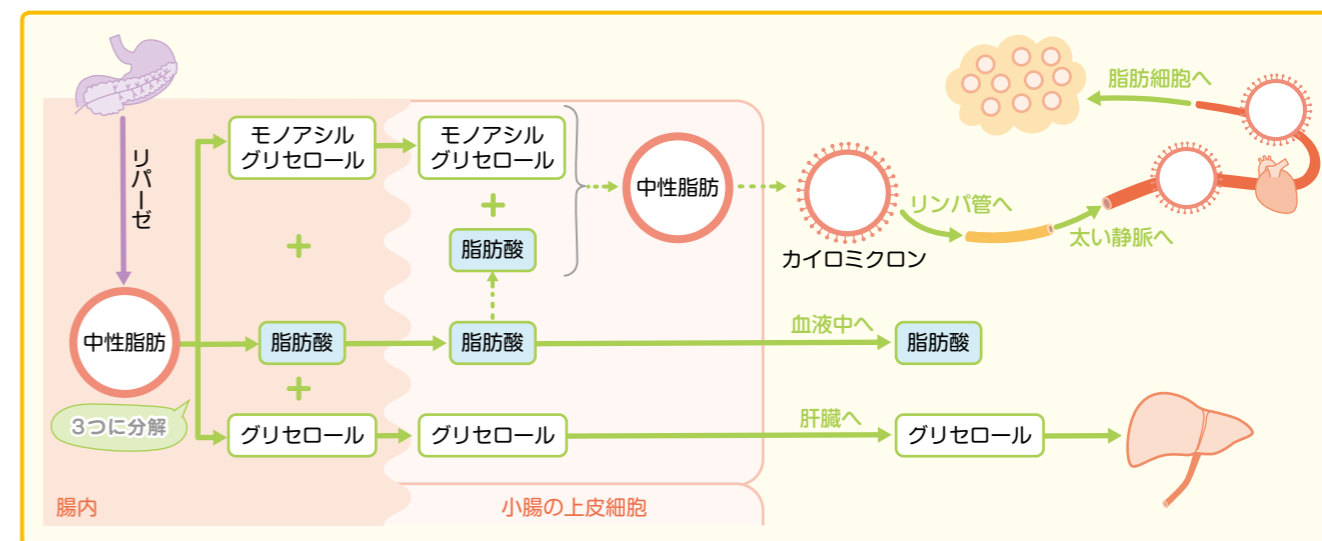 リパーゼ
中性脂肪
3つに分解
モノアシル
グリセロール
+
脂肪酸
+
グリセロール
腸内
モノアシル
グリセロール
+
脂肪酸
脂肪酸
グリセロール
小腸の上皮細胞
中性脂肪
カイロミクロン
リンパ管へ
太い静脈へ
脂肪細胞へ
血液中へ
脂肪酸
肝臓へ
グリセロール